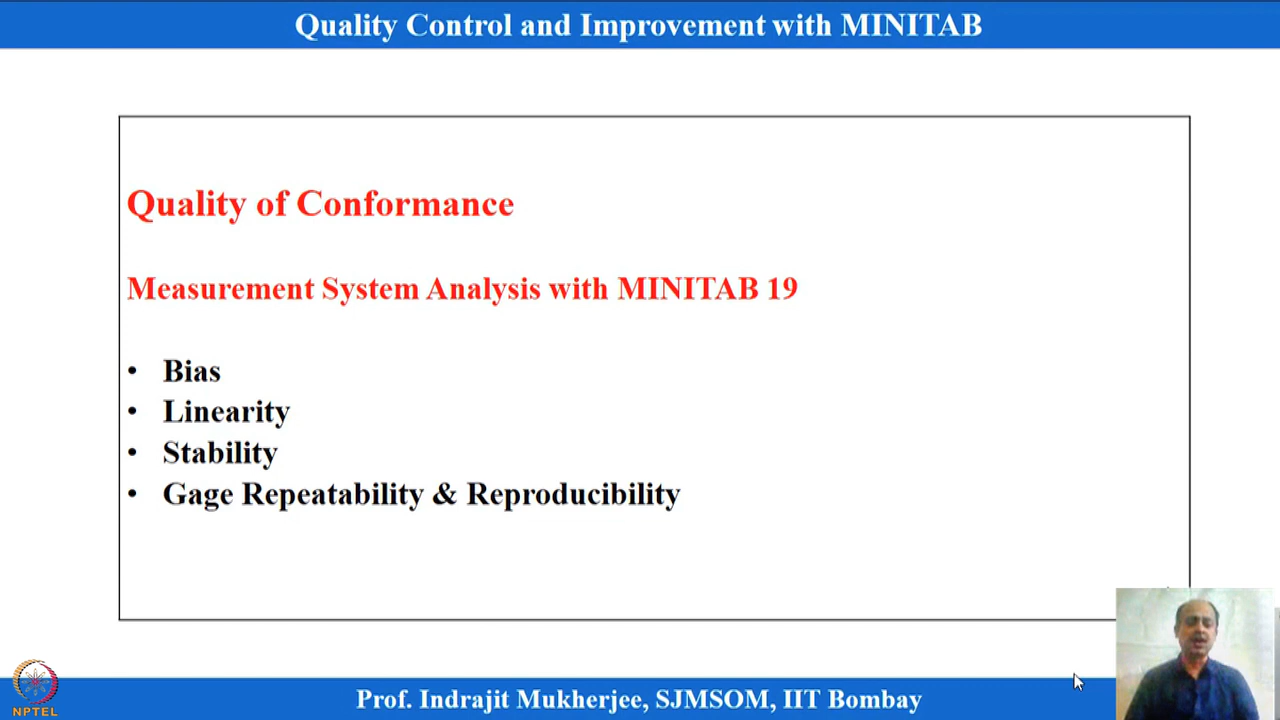 Quality Control and Improvement with MINITAB
Quality of Conformance
Measurement System Analysis with MINITAB 19
• Bias
• Linearity
• Stability
• Gage Repeatability & Reproducibility
NPTEL
Prof. Indrajit Mukherjee, SJMSOM, IIT Bombay